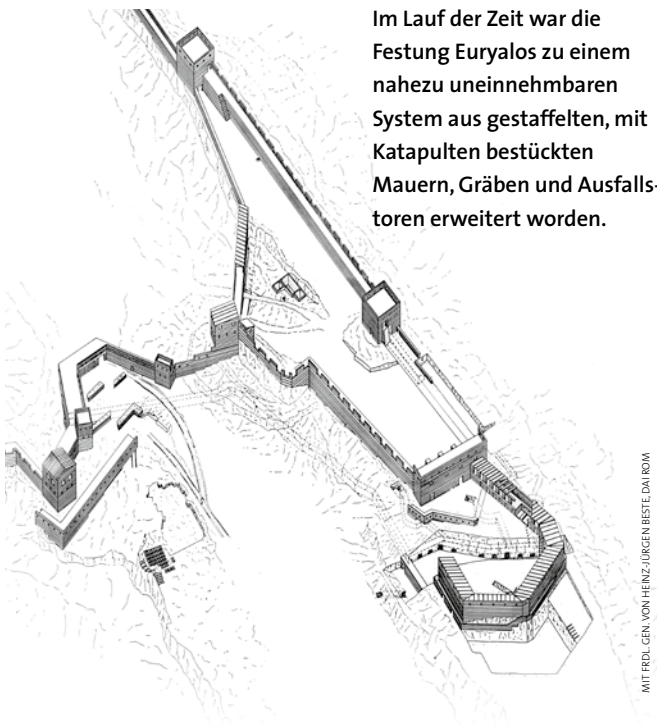 Im Lauf der Zeit war die
Festung Euryalos zu einem
nahezu uneinnehmbaren
System aus gestaffelten, mit
Katapulten bestückten
Mauern, Gräben und Ausfalls-
toren erweitert worden.
MIT FRDL. GEN. VON HEINZ-JÜRGEN BESTE, DAI ROM